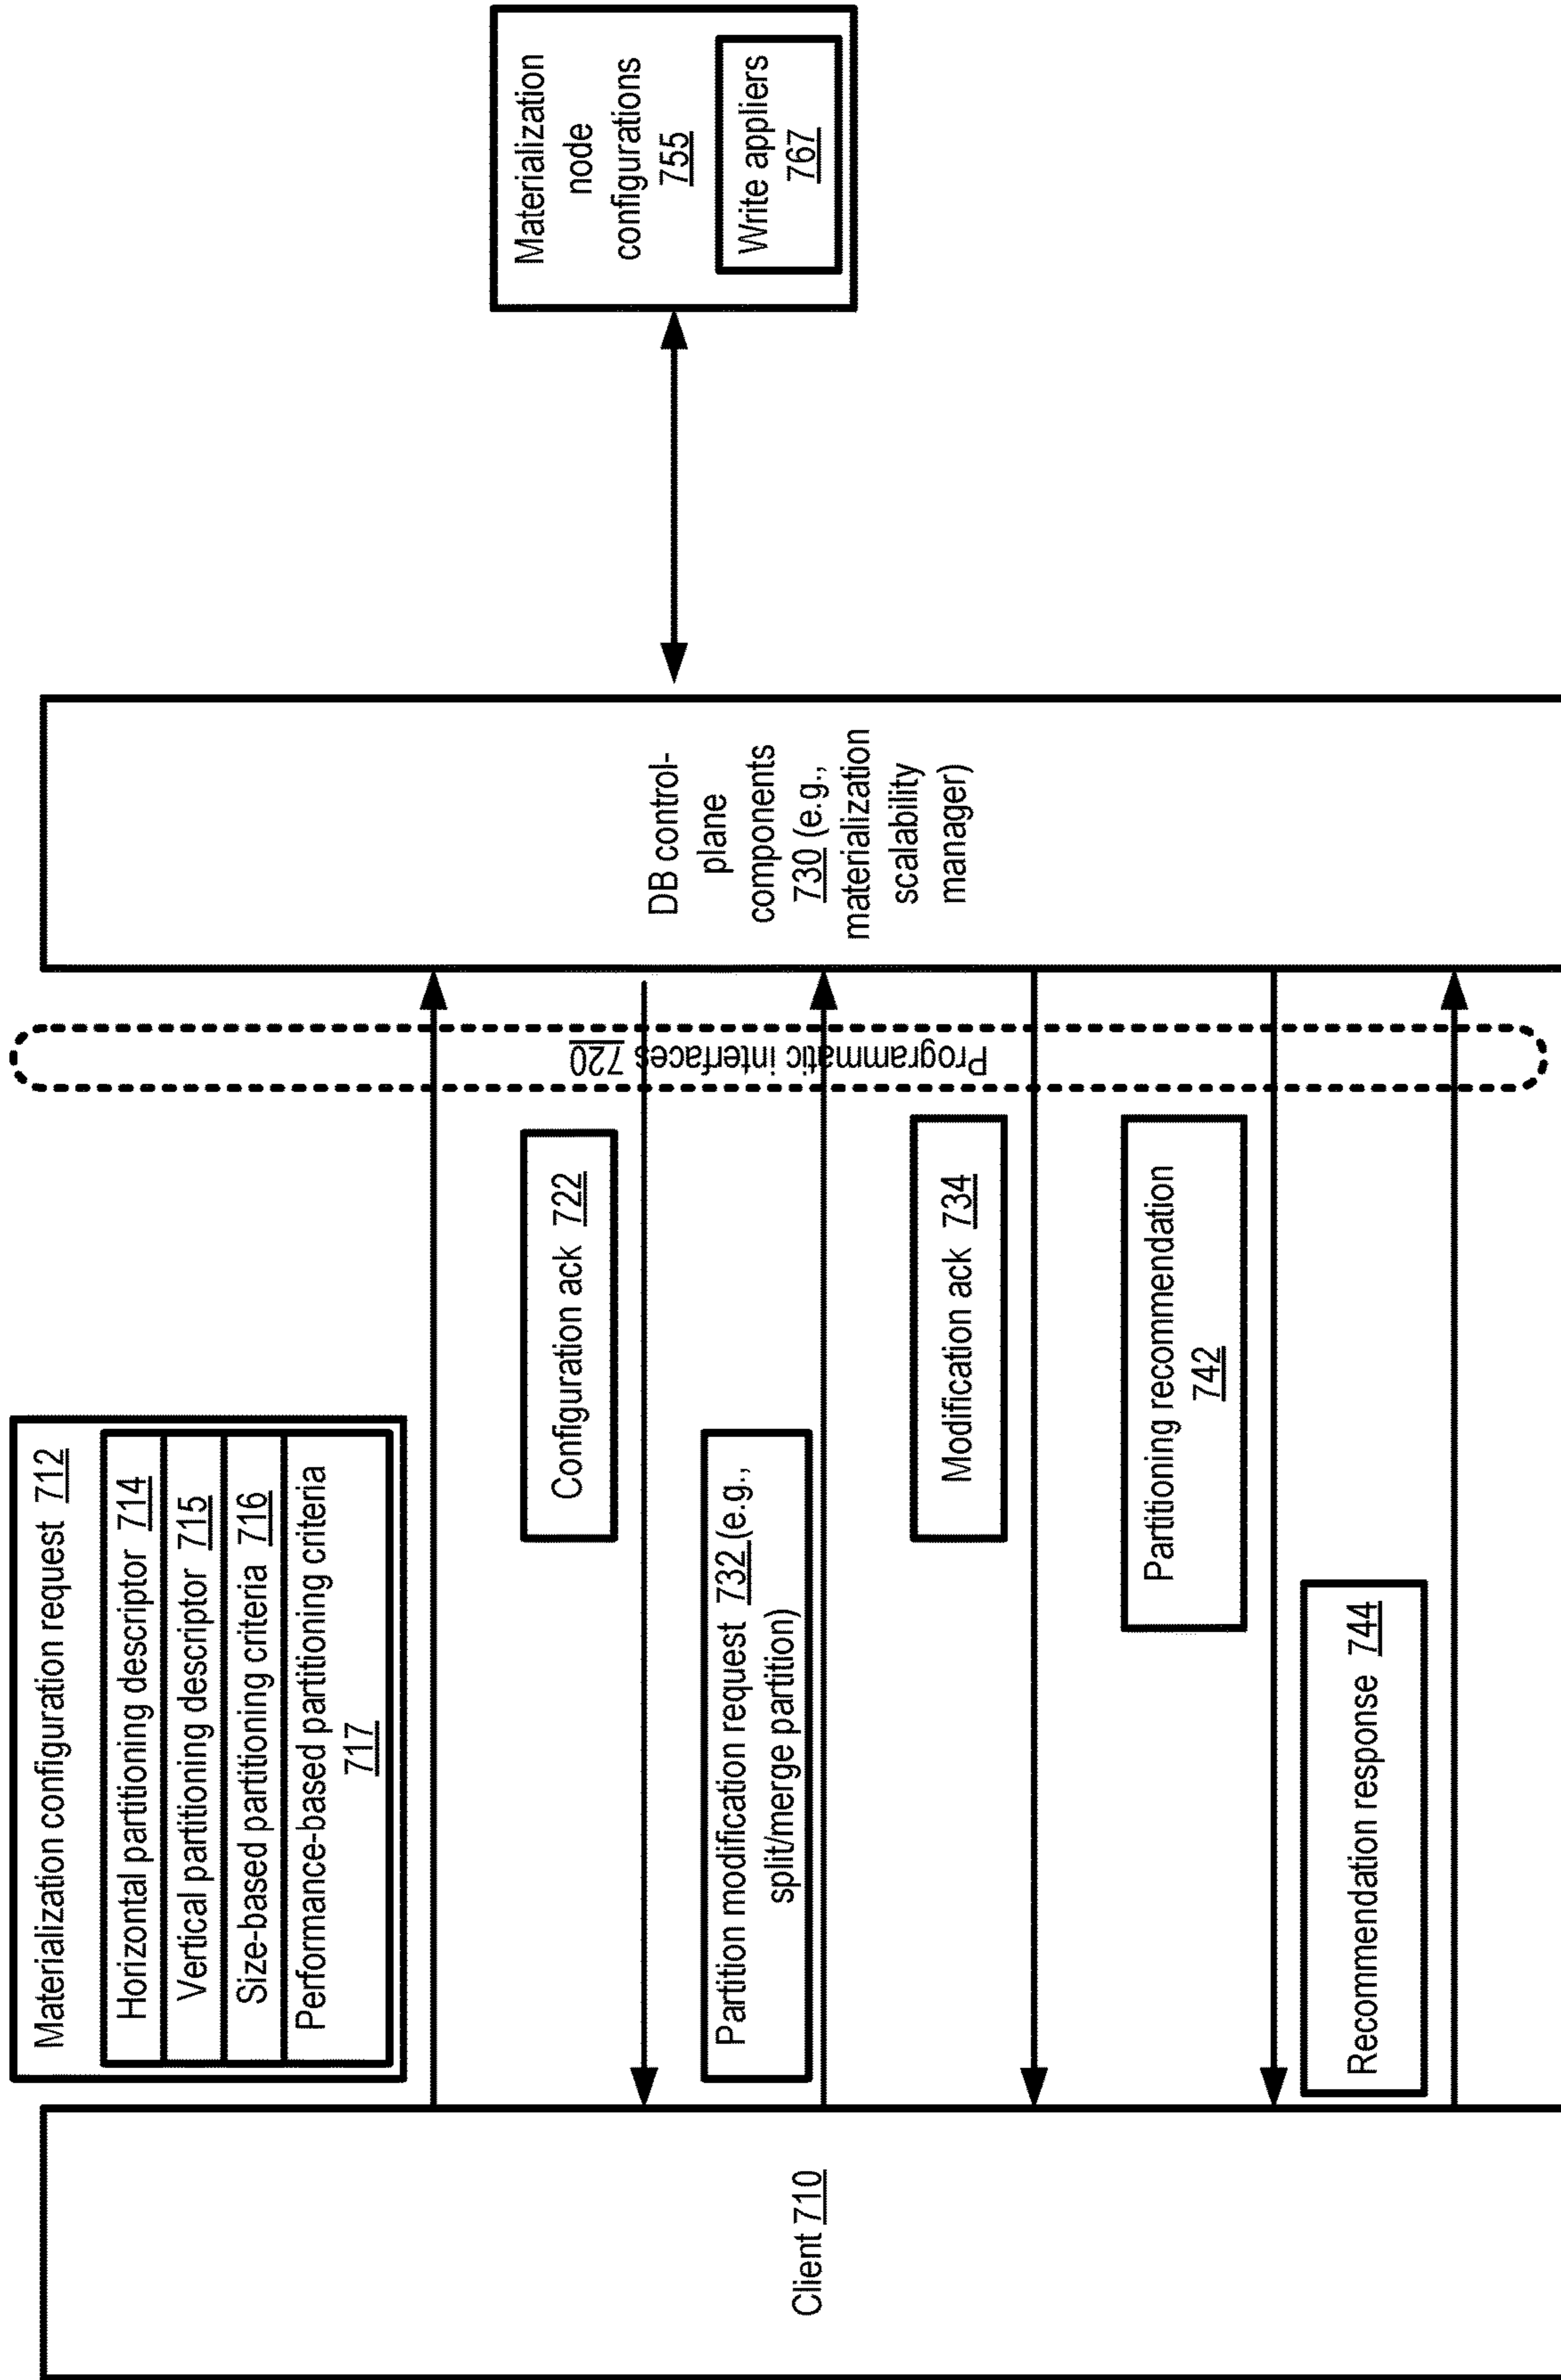 Materialization configuration request 712
Horizontal partitioning descriptor 714
Vertical partitioning descriptor 715
Size-based partitioning criteria 716
Performance-based partitioning criteria
717
Client 710
Configuration ack 722
Partition modification request 732 (e.g.,
split/merge partition)
Modification ack 734
Partitioning recommendation
742
Recommendation response 744
Programmatic interfaces 720
DB control-
plane
components
730 (e.g.,
materialization
scalability
manager)
Materialization
node
configurations
755
Write appliers
767